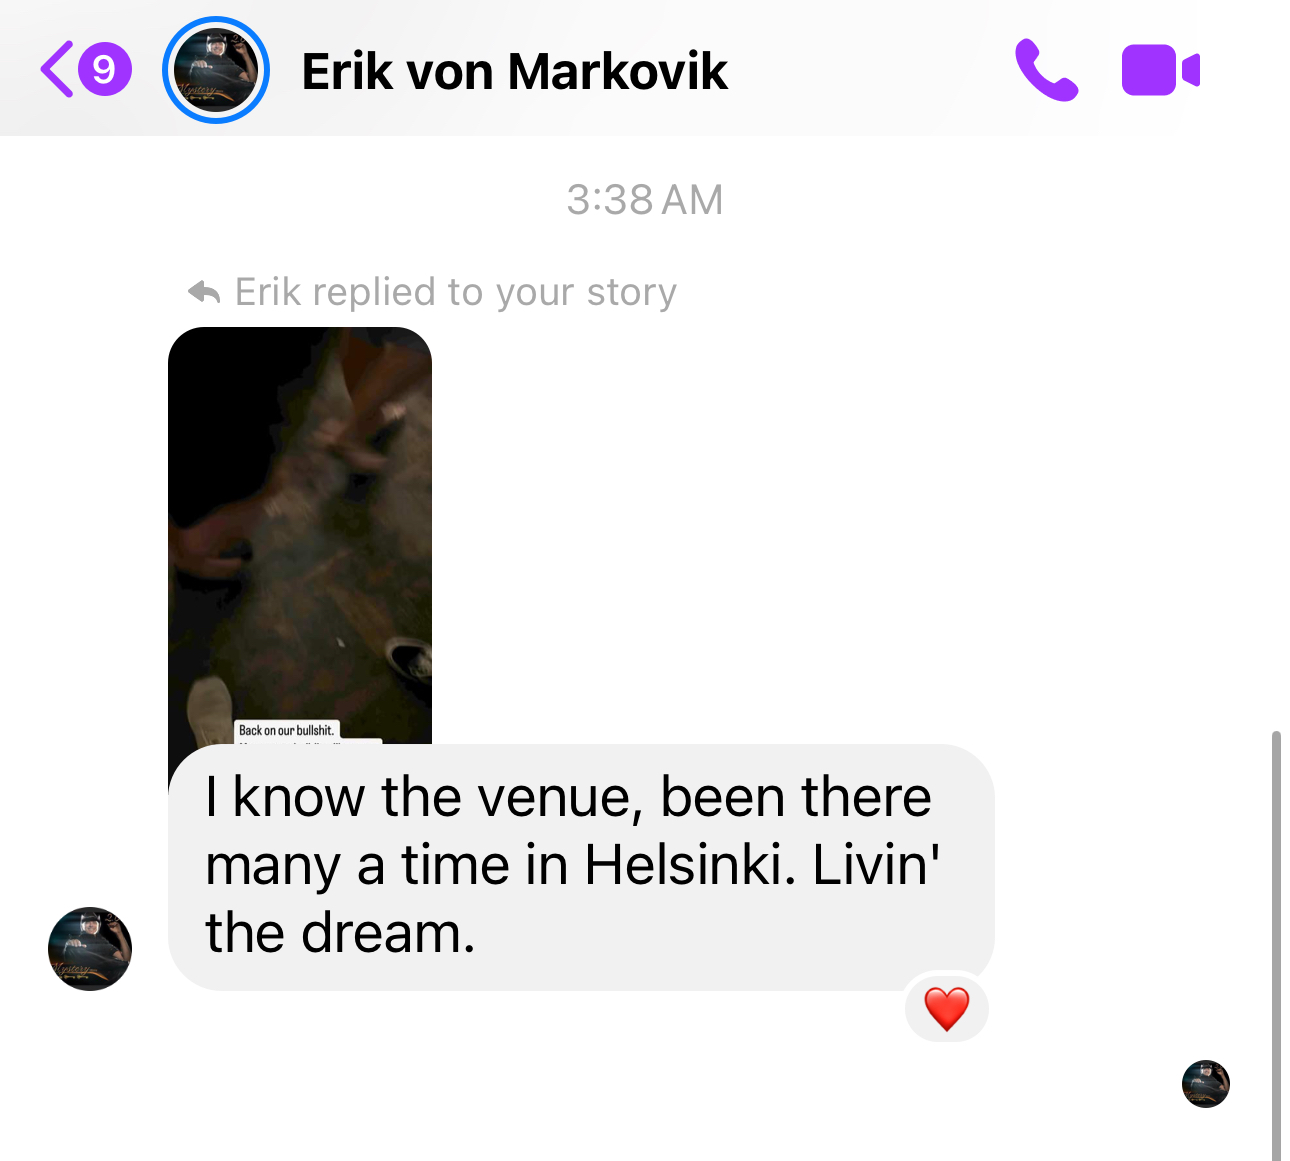 9
Erik von Markovik
3:38 AM
Erik replied to your story
Back on our bullshit.
I know the venue, been there
many a time in Helsinki. Livin'
the dream.
Mystery